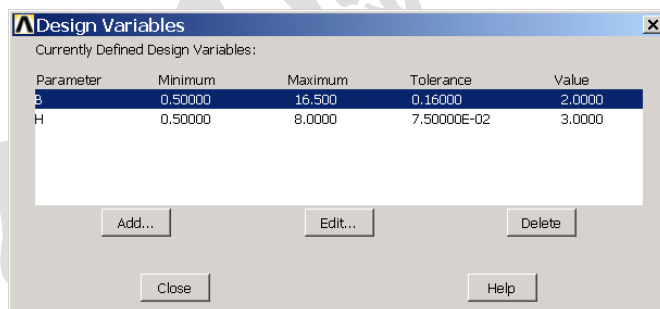 Design Variables
Currently Defined Design Variables:
Parameter Minimum Maximum Tolerance Value
B 0.50000 16.500 0.16000 2.0000
H 0.50000 8.0000 7.50000E-02 3.0000
Add... Edit... Delete
Close Help